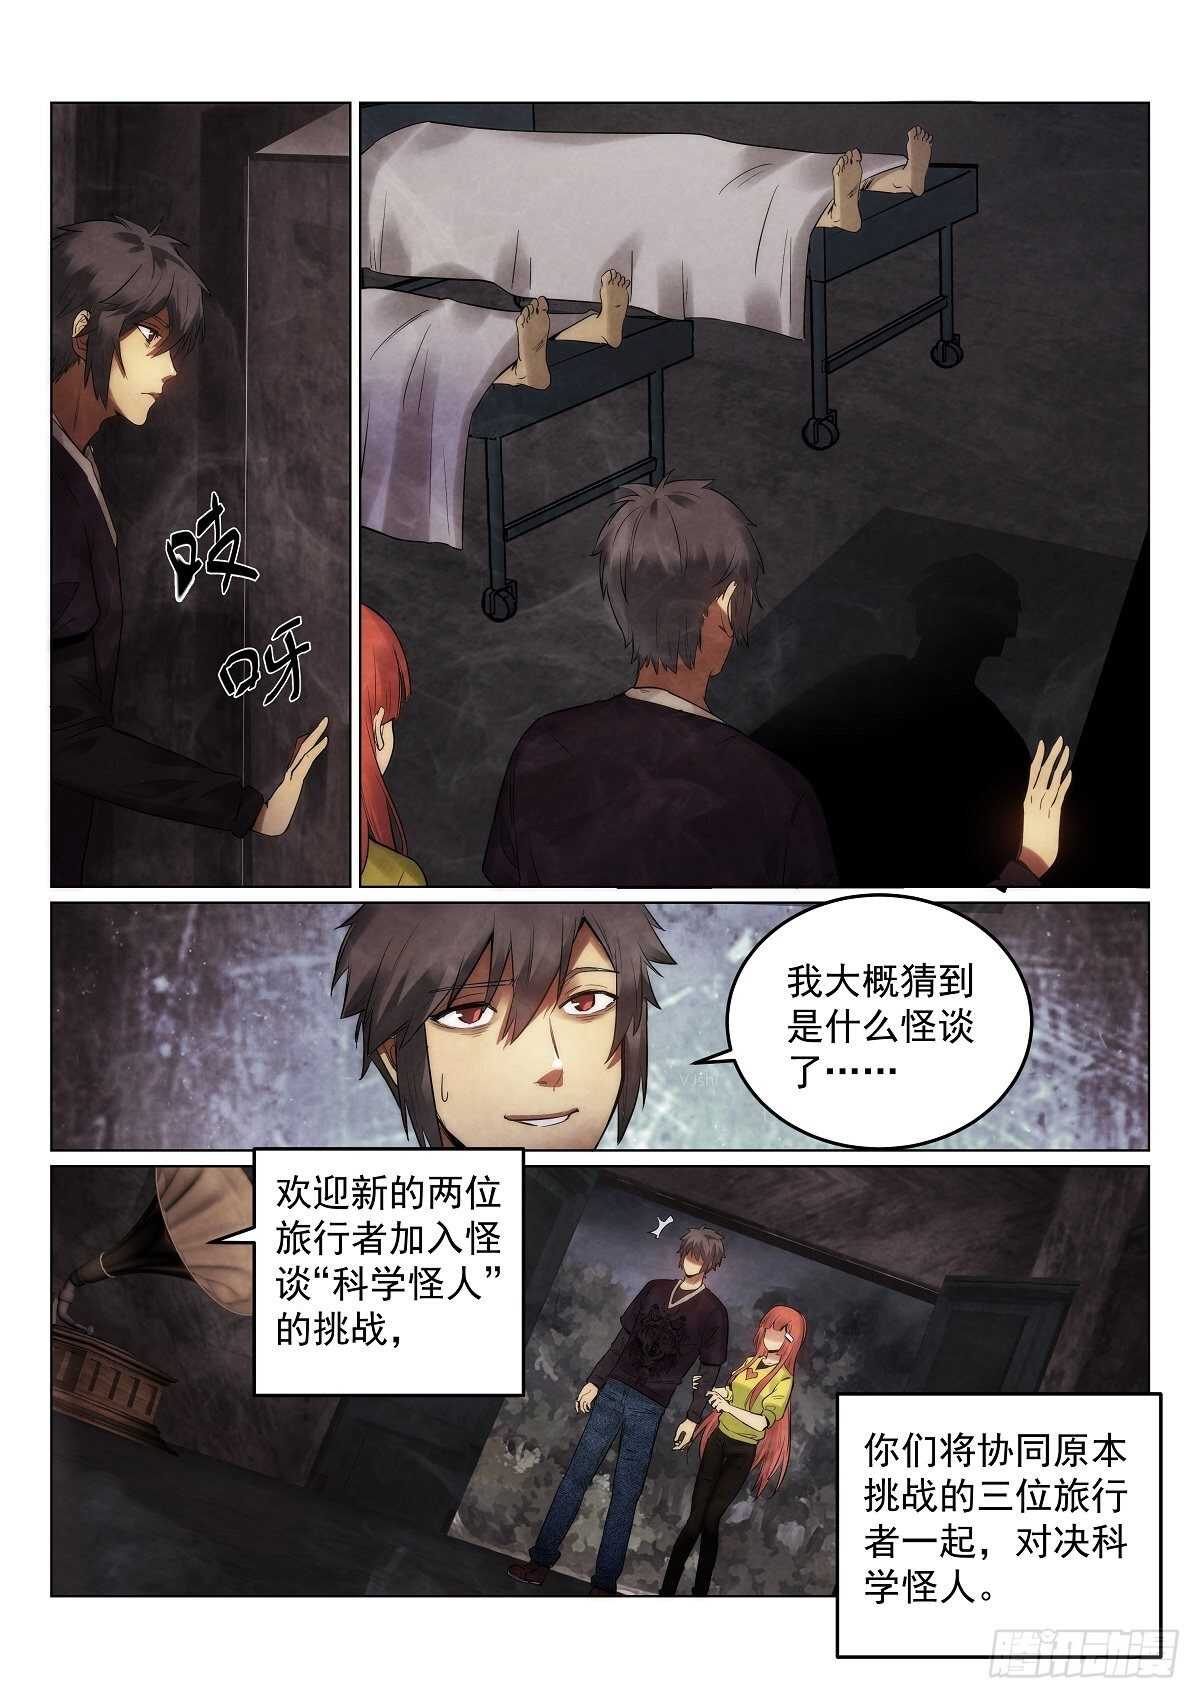 吱
呀
我大概猜到
是什么怪谈
了……
欢迎新的两位
旅行者加入怪
谈“科学怪人”
的挑战，
你们将协同原本
挑战的三位旅行
者一起，对决科
学怪人。
腾讯动漫